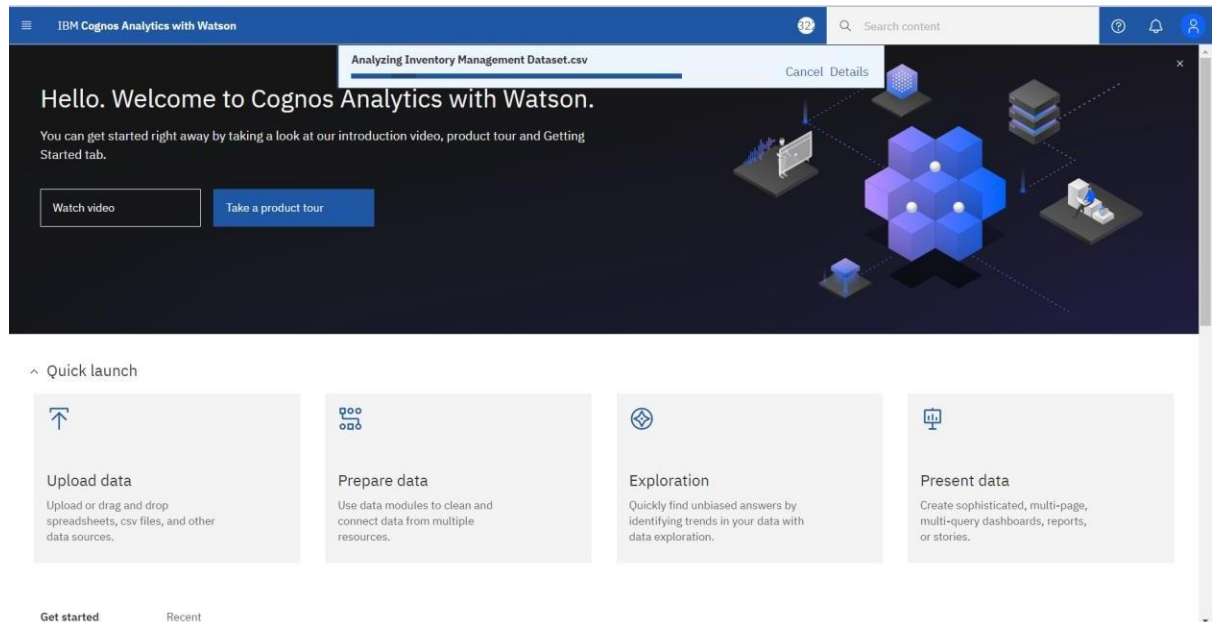 IBM Cognos Analytics with Watson
32
Search content
Analyzing Inventory Management Dataset.csv
Cancel Details
Hello. Welcome to Cognos Analytics with Watson.
You can get started right away by taking a look at our introduction video, product tour and Getting
Started tab.
Watch video
Take a product tour
Quick launch
Upload data
Upload or drag and drop
spreadsheets, csv files, and other
data sources.
Prepare data
Use data modules to clean and
connect data from multiple
resources.
Exploration
Quickly find unbiased answers by
identifying trends in your data with
data exploration.
Present data
Create sophisticated, multi-page,
multi-query dashboards, reports,
or stories.
Get started
Recent